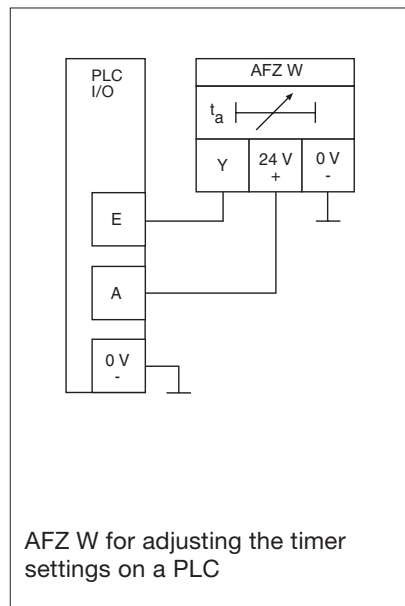 PLC
I/O
AFZ W
ta
Y
24 V
+
0 V
-
E
A
0 V
-
AFZ W for adjusting the timer
settings on a PLC